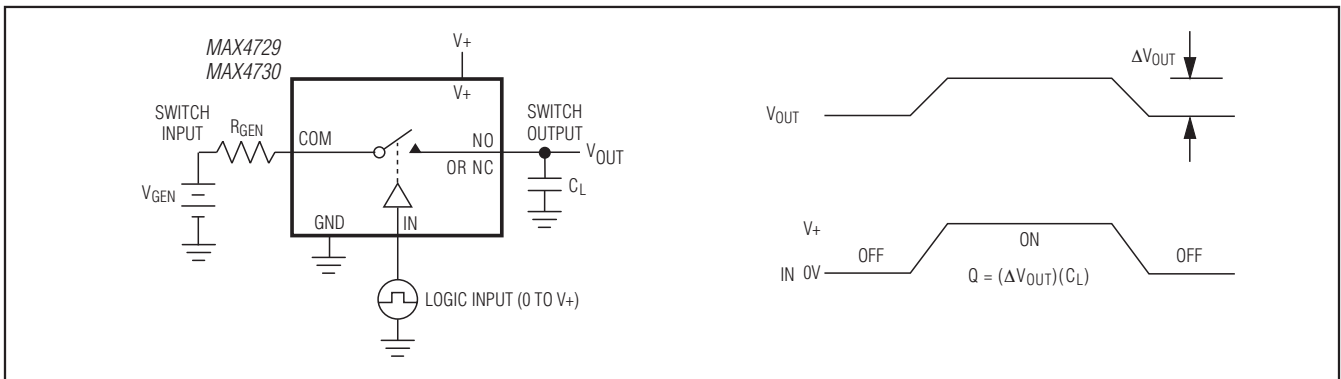 MAX4729
MAX4730
V+
V+
SWITCH
INPUT
RGEN
COM
NO
OR NC
SWITCH
OUTPUT
VOUT
VGEN
CL
GND
IN
LOGIC INPUT (0 TO V+)
ΔVOUT
VOUT
V+
IN 0V
OFF
ON
OFF
Q = (ΔVOUT)(CL)